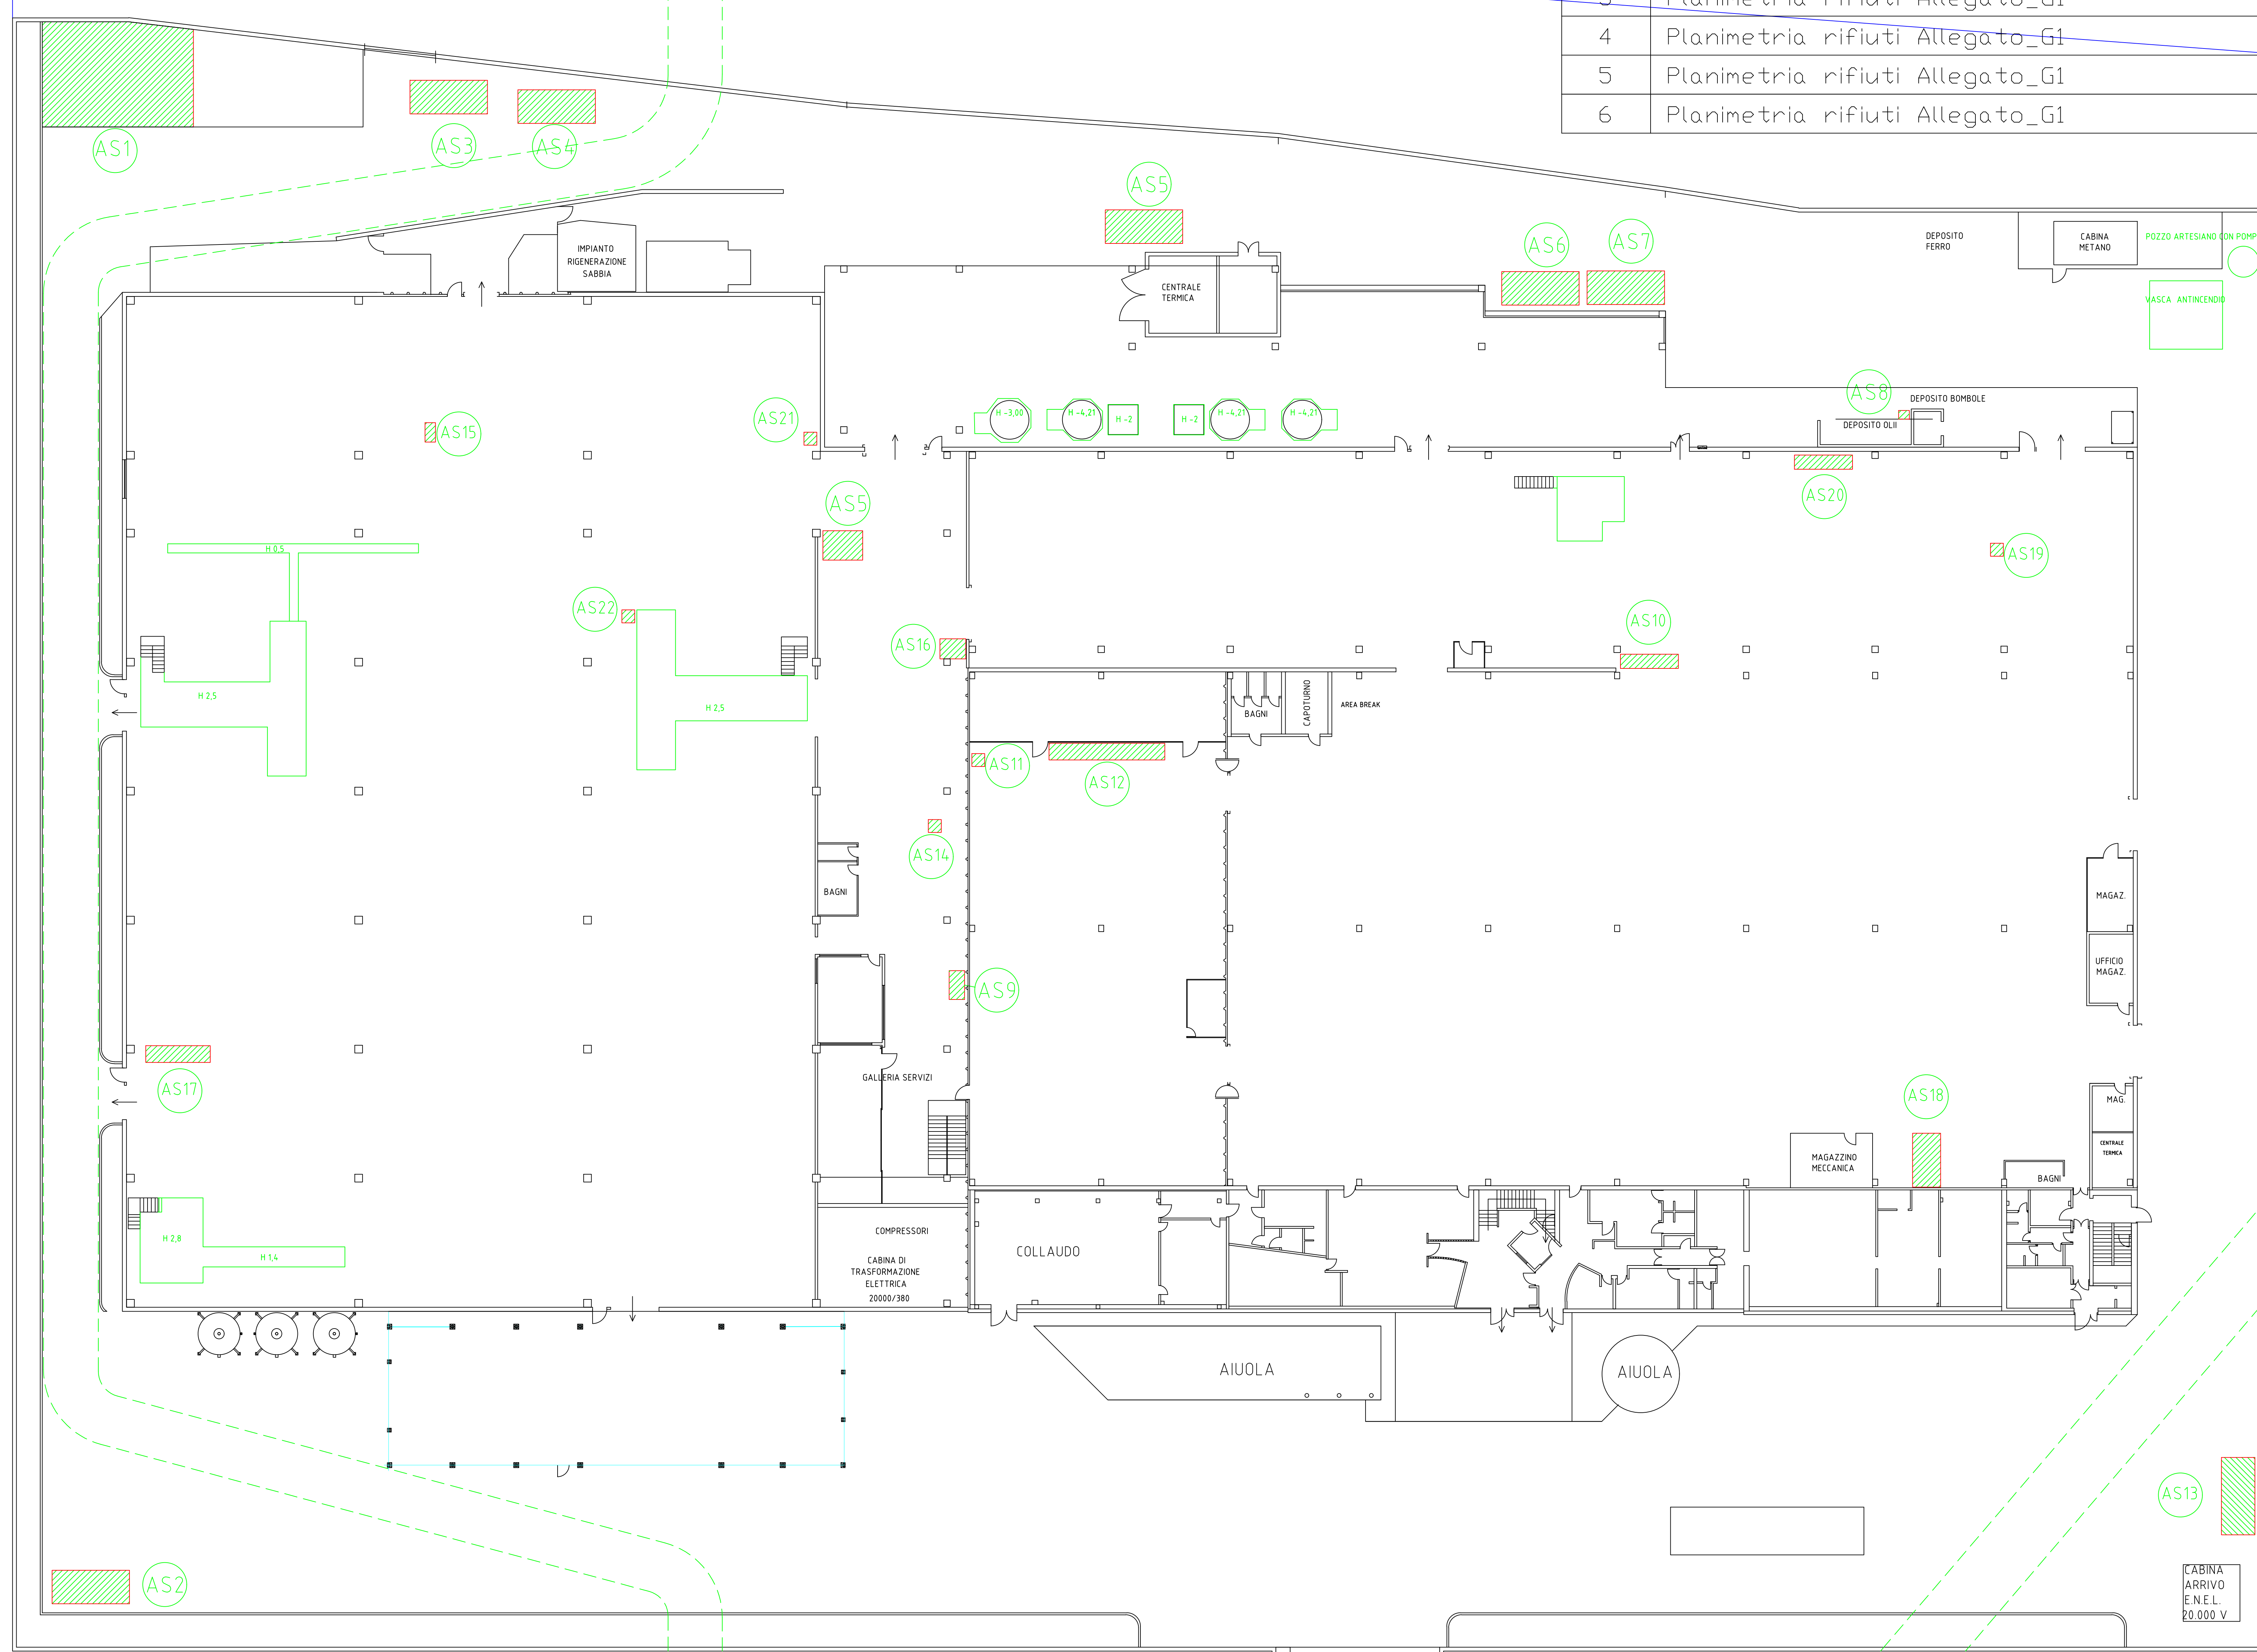 3 Planimetria rifiuti Allegato_G1
4 Planimetria rifiuti Allegato_G1
5 Planimetria rifiuti Allegato_G1
6 Planimetria rifiuti Allegato_G1
AS1
AS3
AS4
AS5
AS6
AS7
DEPOSITO
FERRO
CABINA
METANO
POZZO ARTESIANO CON POMP
VASCA ANTINCENDIO
IMPIANTO
RIGENERAZIONE
SABBIA
CENTRALE
TERMICA
AS8
DEPOSITO BOMBOLE
DEPOSITO OLII
AS15
AS21
H -3,00
H -4,21
H -2
H -2
H -4,21
H -4,21
AS5
AS20
AS19
H 0,5
AS22
AS16
AS10
H 2,5
H 2,5
BAGNI
CAPOTURNO
AREA BREAK
AS11
AS12
AS14
BAGNI
MAGAZ.
UFFICIO
MAGAZ.
AS9
GALLERIA SERVIZI
AS17
AS18
MAG.
CENTRALE
TERMICA
MAGAZZINO
MECCANICA
BAGNI
H 2,8
H 1,4
COMPRESSORI
CABINA DI
TRASFORMAZIONE
ELETTRICA
20000/380
COLLAUDO
AIUOLA
AIUOLA
AS13
AS2
CABINA
ARRIVO
E.N.E.L.
20.000 V